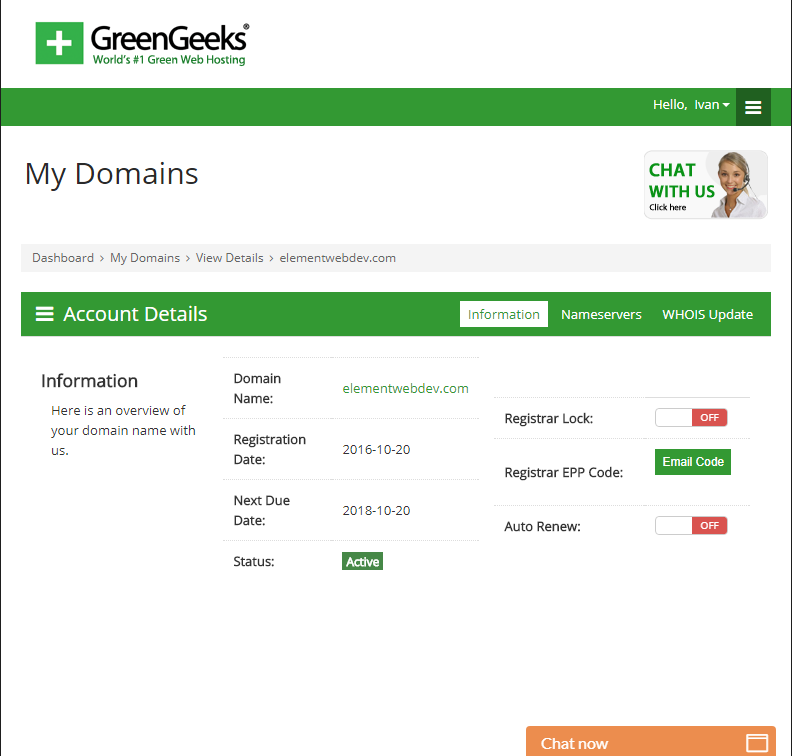 GreenGeeks®
World's #1 Green Web Hosting
Hello, Ivan
My Domains
CHAT
WITH US
Click here
Dashboard > My Domains > View Details > elementwebdev.com
Account Details
Information
Nameservers
WHOIS Update
Information
Here is an overview of
your domain name with
us.
Domain
Name:
elementwebdev.com
Registration
Date:
2016-10-20
Next Due
Date:
2018-10-20
Status:
Active
Registrar Lock:
OFF
Registrar EPP Code:
Email Code
Auto Renew:
OFF
Chat now